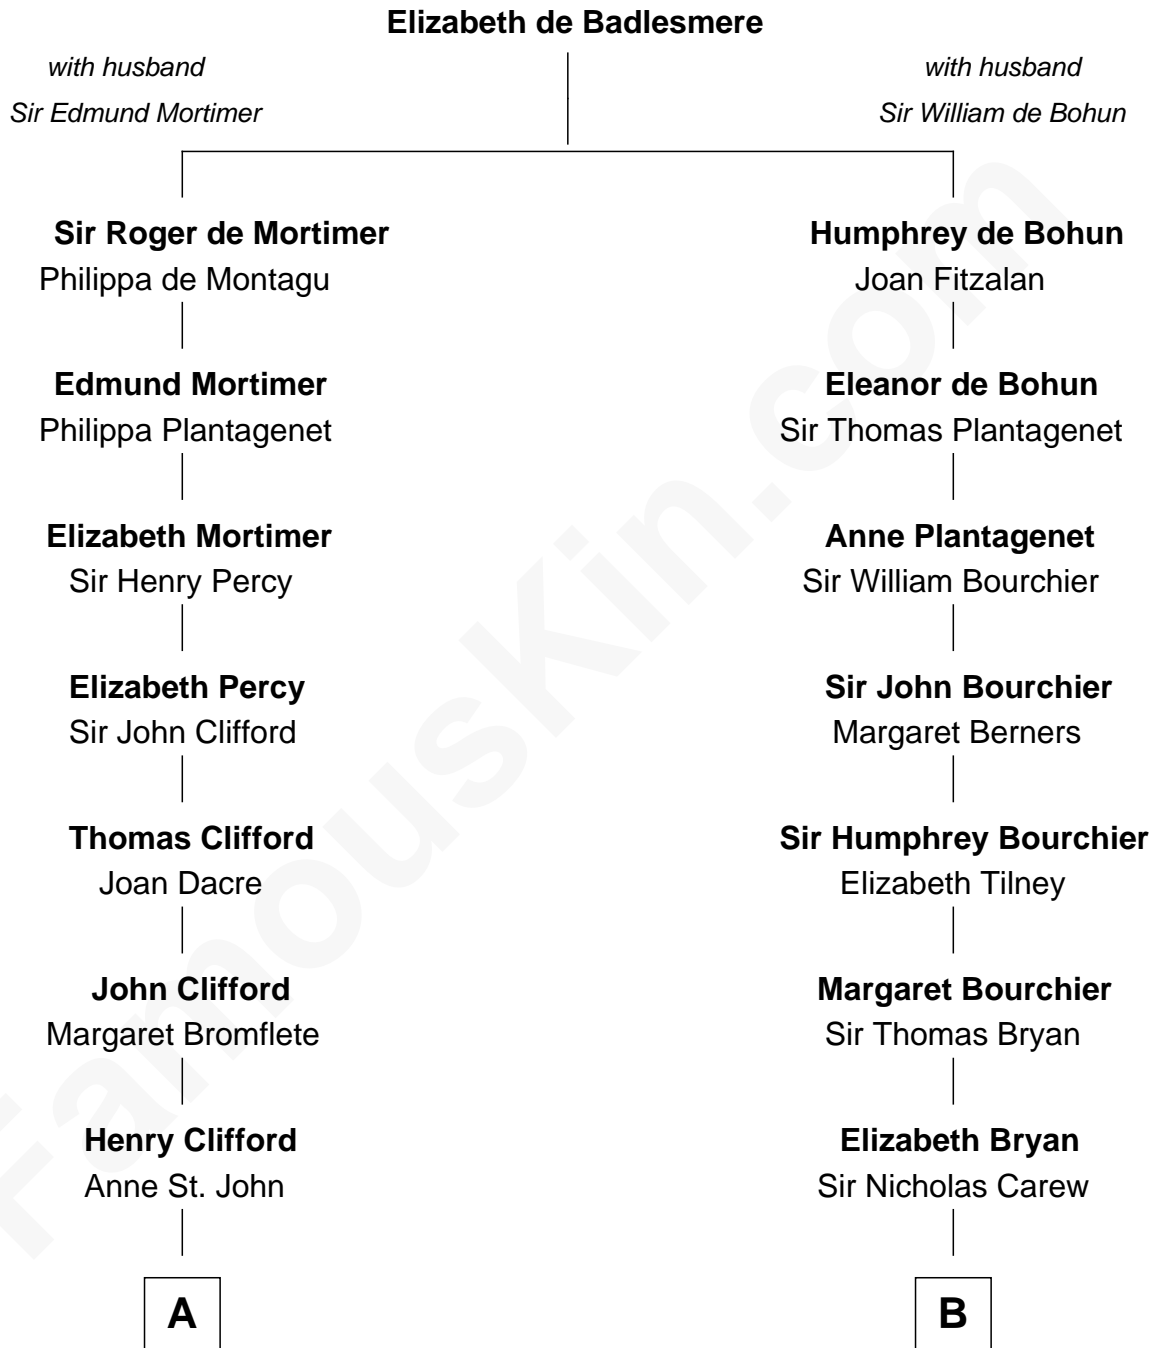 Elizabeth de Badlesmere
with husband
Sir Edmund Mortimer
with husband
Sir William de Bohun
Sir Roger de Mortimer
Philippa de Montagu
Humphrey de Bohun
Joan Fitzalan
Edmund Mortimer
Philippa Plantagenet
Eleanor de Bohun
Sir Thomas Plantagenet
Elizabeth Mortimer
Sir Henry Percy
Anne Plantagenet
Sir William Bourchier
Elizabeth Percy
Sir John Clifford
Sir John Bourchier
Margaret Berners
Thomas Clifford
Joan Dacre
Sir Humphrey Bourchier
Elizabeth Tilney
John Clifford
Margaret Bromflete
Margaret Bourchier
Sir Thomas Bryan
Henry Clifford
Anne St. John
Elizabeth Bryan
Sir Nicholas Carew
A
B
FamousKin.com